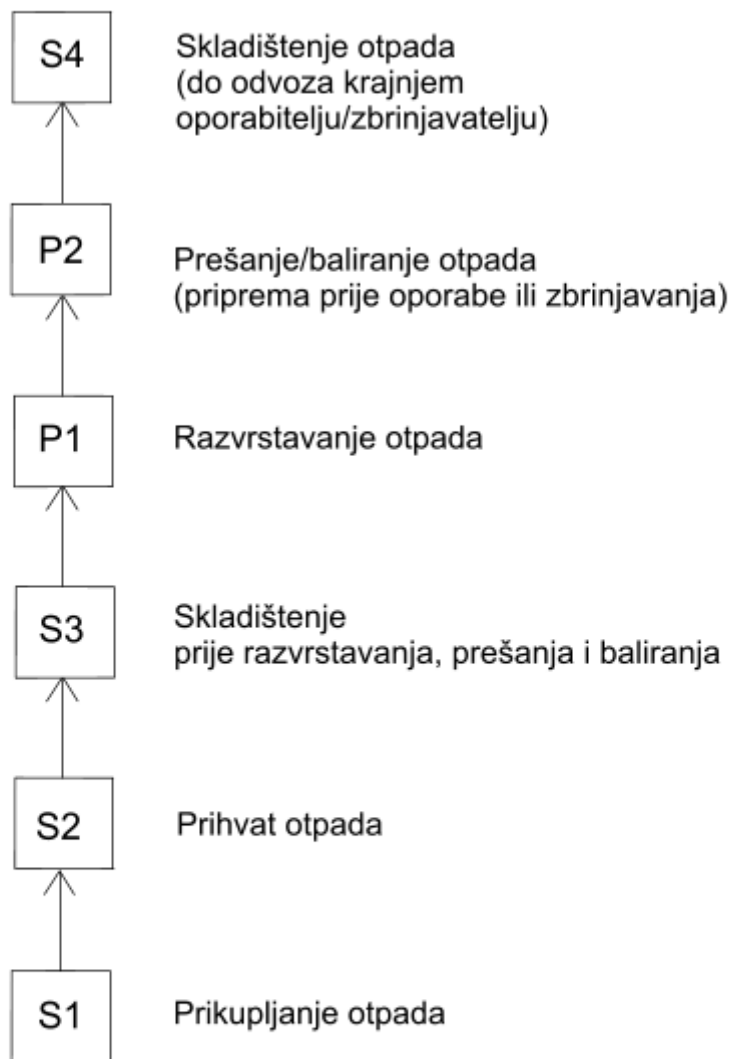 S4
Skladištenje otpada
(do odvoza krajnjem
oporabitelju/zbrinjavatelju)
P2
Prešanje/baliranje otpada
(priprema prije oporabe ili zbrinjavanja)
P1
Razvrstavanje otpada
S3
Skladištenje
prije razvrstavanja, prešanja i baliranja
S2
Prihvat otpada
S1
Prikupljanje otpada